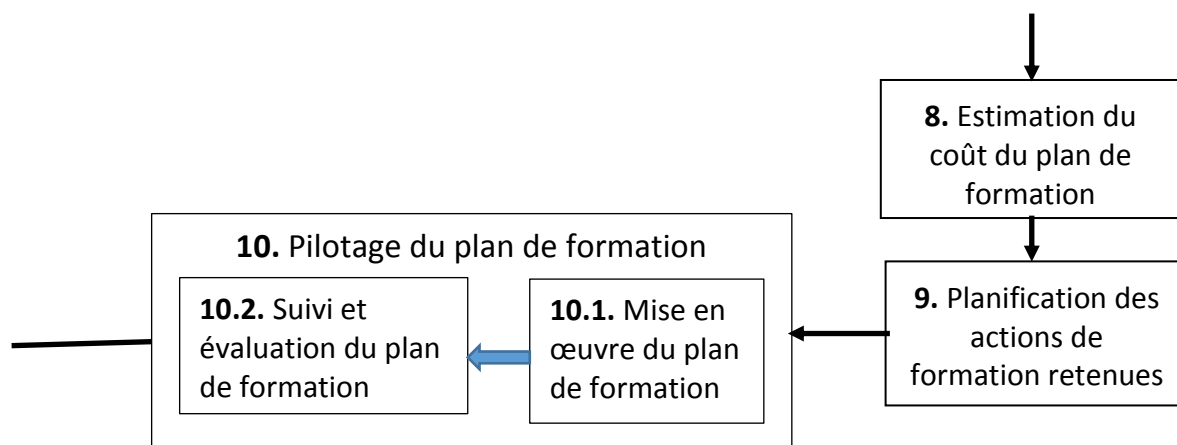 8. Estimation du
coût du plan de
formation
10. Pilotage du plan de formation
10.2. Suivi et
évaluation du plan
de formation
10.1. Mise en
œuvre du plan
de formation
9. Planification des
actions de
formation retenues